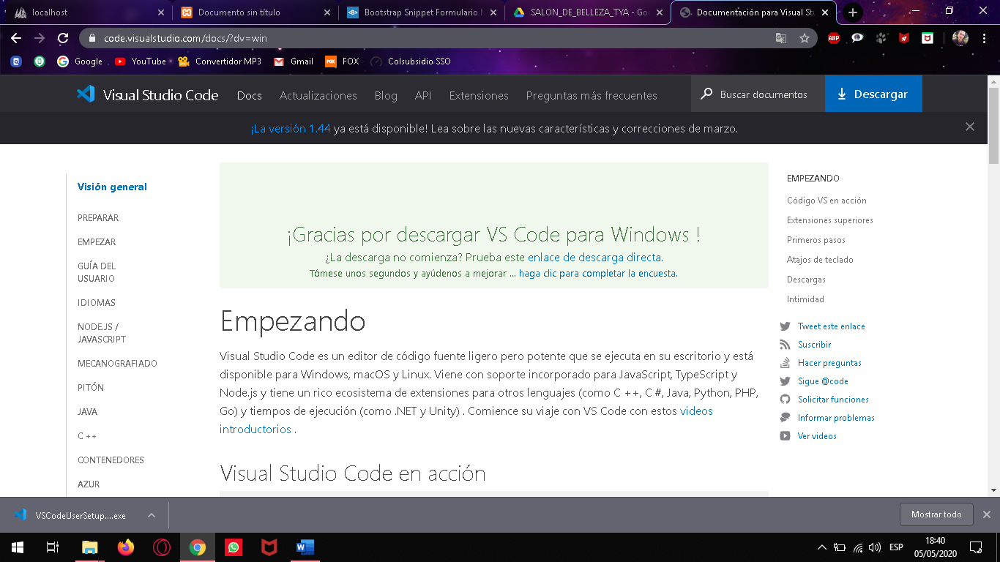 localhost
Documento sin título
Bootstrap Snippet Formulario
SALON_DE_BELLEZA_TYA - Go
Documentación para Visual Stu
code.visualstudio.com/docs/?dv=win
ABP
Google
YouTube
Convertidor MP3
Gmail
FOX
FOX
Colsubsidio SSO
Visual Studio Code
Docs
Actualizaciones
Blog
API
Extensiones
Preguntas más frecuentes
Buscar documentos
Descargar
¡La versión 1.44 ya está disponible! Lea sobre las nuevas características y correcciones de marzo.
Visión general
PREPARAR
EMPEZAR
GUÍA DEL
USUARIO
IDIOMAS
NODE.JS /
JAVASCRIPT
MECANOGRAFIADO
PITÓN
JAVA
C ++
CONTENEDORES
AZUR
¡Gracias por descargar VS Code para Windows !
¿La descarga no comienza? Prueba este enlace de descarga directa.
Tómese unos segundos y ayúdenos a mejorar ... haga clic para completar la encuesta.
Empezando
Visual Studio Code es un editor de código fuente ligero pero potente que se ejecuta en su escritorio y está
disponible para Windows, macOS y Linux. Viene con soporte incorporado para JavaScript, TypeScript y
Node.js y tiene un rico ecosistema de extensiones para otros lenguajes (como C ++, C #, Java, Python, PHP,
Go) y tiempos de ejecución (como .NET y Unity) . Comience su viaje con VS Code con estos videos
introductorios .
Visual Studio Code en acción
EMPEZANDO
Código VS en acción
Extensiones superiores
Primeros pasos
Atajos de teclado
Descargas
Intimidad
Tweet este enlace
Suscribir
Hacer preguntas
Sigue @code
Solicitar funciones
Informar problemas
Ver videos
VSCodeUserSetup....exe
Mostrar todo
ESP
18:40
05/05/2020